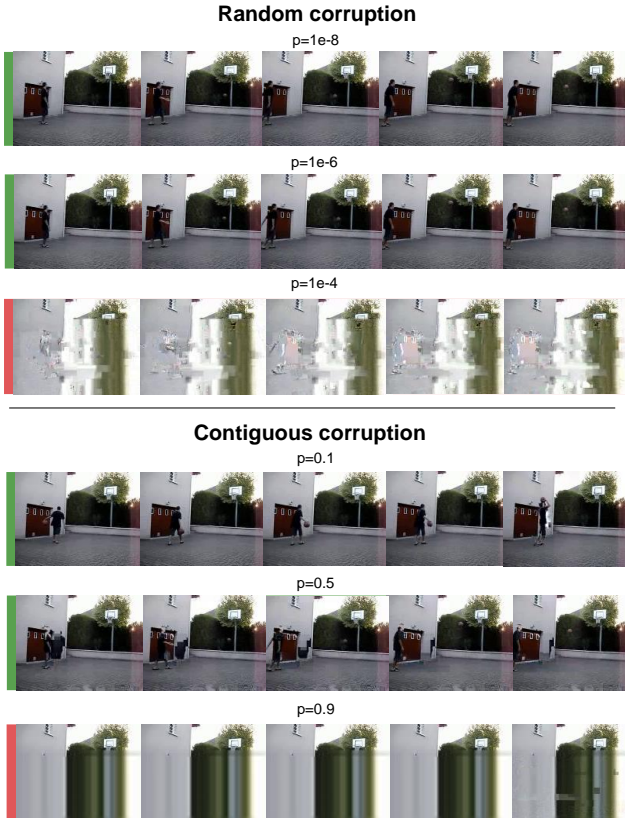 Random corruption
p=1e-8
p=1e-6
p=1e-4
Contiguous corruption
p=0.1
p=0.5
p=0.9